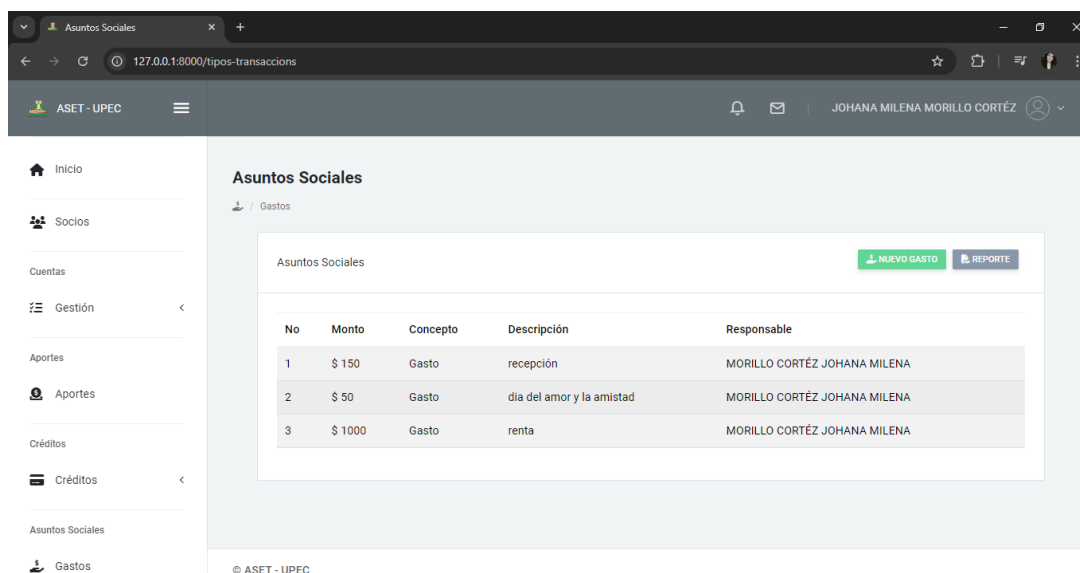 Asuntos Sociales
127.0.0.1:8000/tipos-transaccions
ASET - UPEC
JOHANA MILENA MORILLO CORTÉZ
Inicio
Socios
Cuentas
Gestión
Aportes
Aportes
Créditos
Créditos
Asuntos Sociales
Gastos
Asuntos Sociales
/ Gastos
Asuntos Sociales
NUEVO GASTO
REPORTE
No Monto Concepto Descripción Responsable
1 $ 150 Gasto recepción MORILLO CORTÉZ JOHANA MILENA
2 $ 50 Gasto dia del amor y la amistad MORILLO CORTÉZ JOHANA MILENA
3 $ 1000 Gasto renta MORILLO CORTÉZ JOHANA MILENA
© ASET - UPEC